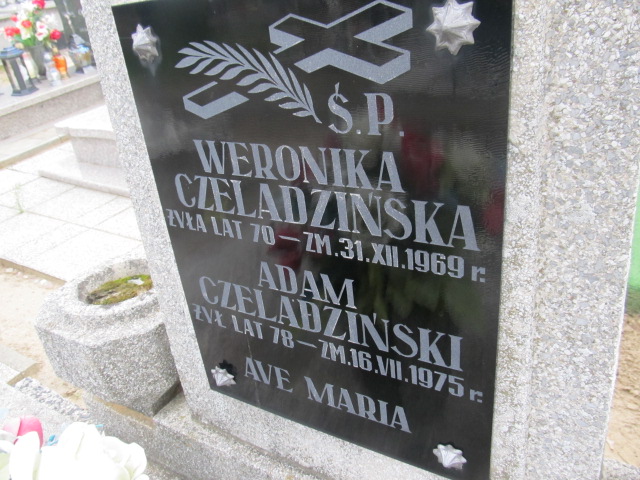 Ś.P.
WERONIKA
CZELADZIŃSKA
ŻYŁA LAT 70 – ZM. 31.XII.1969 r.
ADAM
CZELADZIŃSKI
ŻYŁ LAT 78 – ZM. 16.VII.1975 r.
AVE MARIA